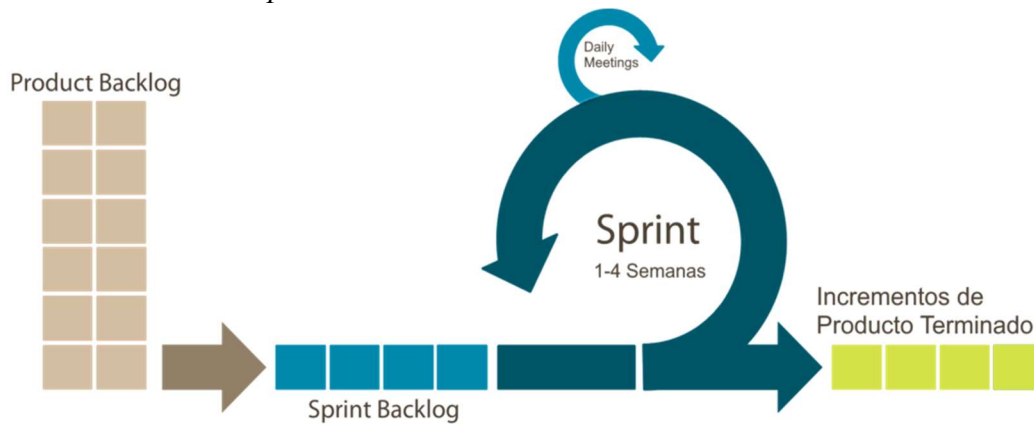 Product Backlog
Daily
Meetings
Sprint
1-4 Semanas
Incrementos de
Producto Terminado
Sprint Backlog